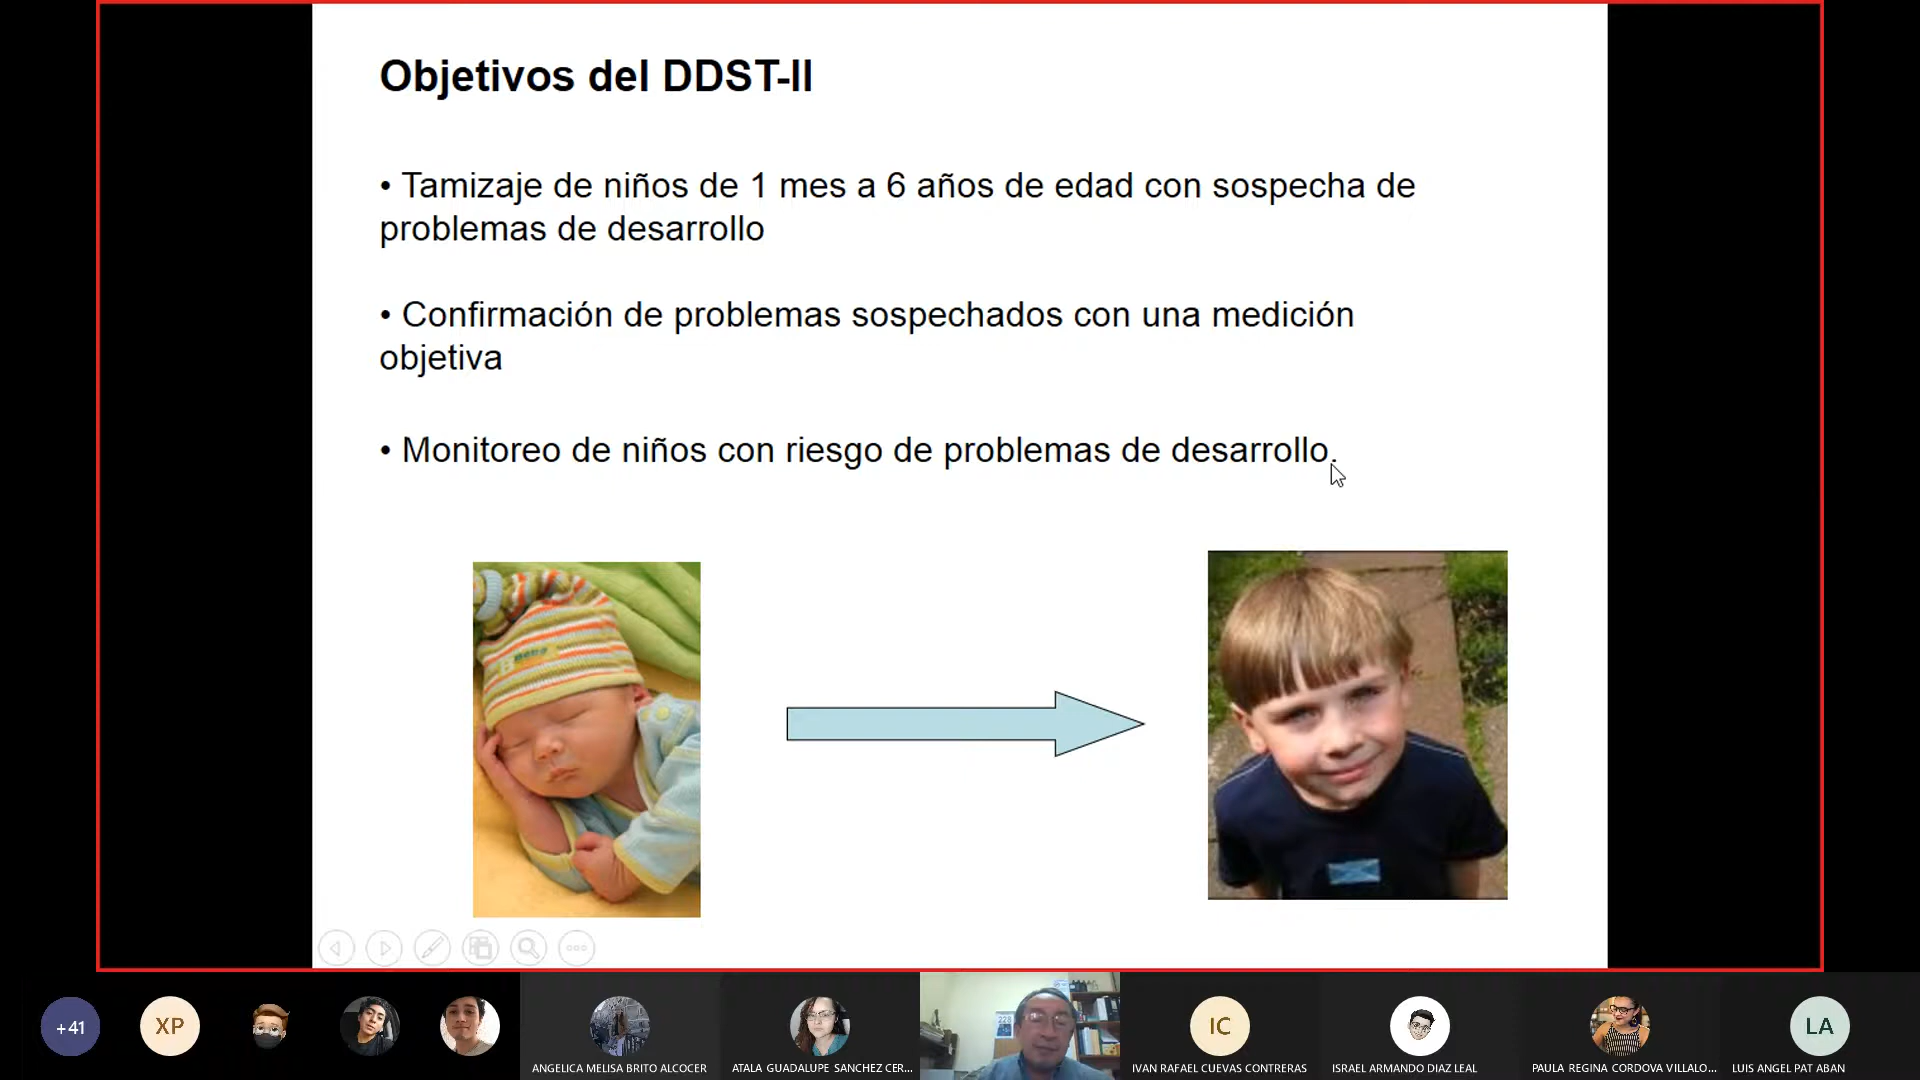 Objetivos del DDST-II
• Tamizaje de niños de 1 mes a 6 años de edad con sospecha de
problemas de desarrollo
• Confirmación de problemas sospechados con una medición
objetiva
• Monitoreo de niños con riesgo de problemas de desarrollo.
+41
XP
ANGELICA MELISA BRITO ALCOCER
ATALA GUADALUPE SANCHEZ CER...
228
IC
IVAN RAFAEL CUEVAS CONTRERAS
ISRAEL ARMANDO DIAZ LEAL
PAULA REGINA CORDOVA VILLALO...
LA
LUIS ANGEL PAT ABAN